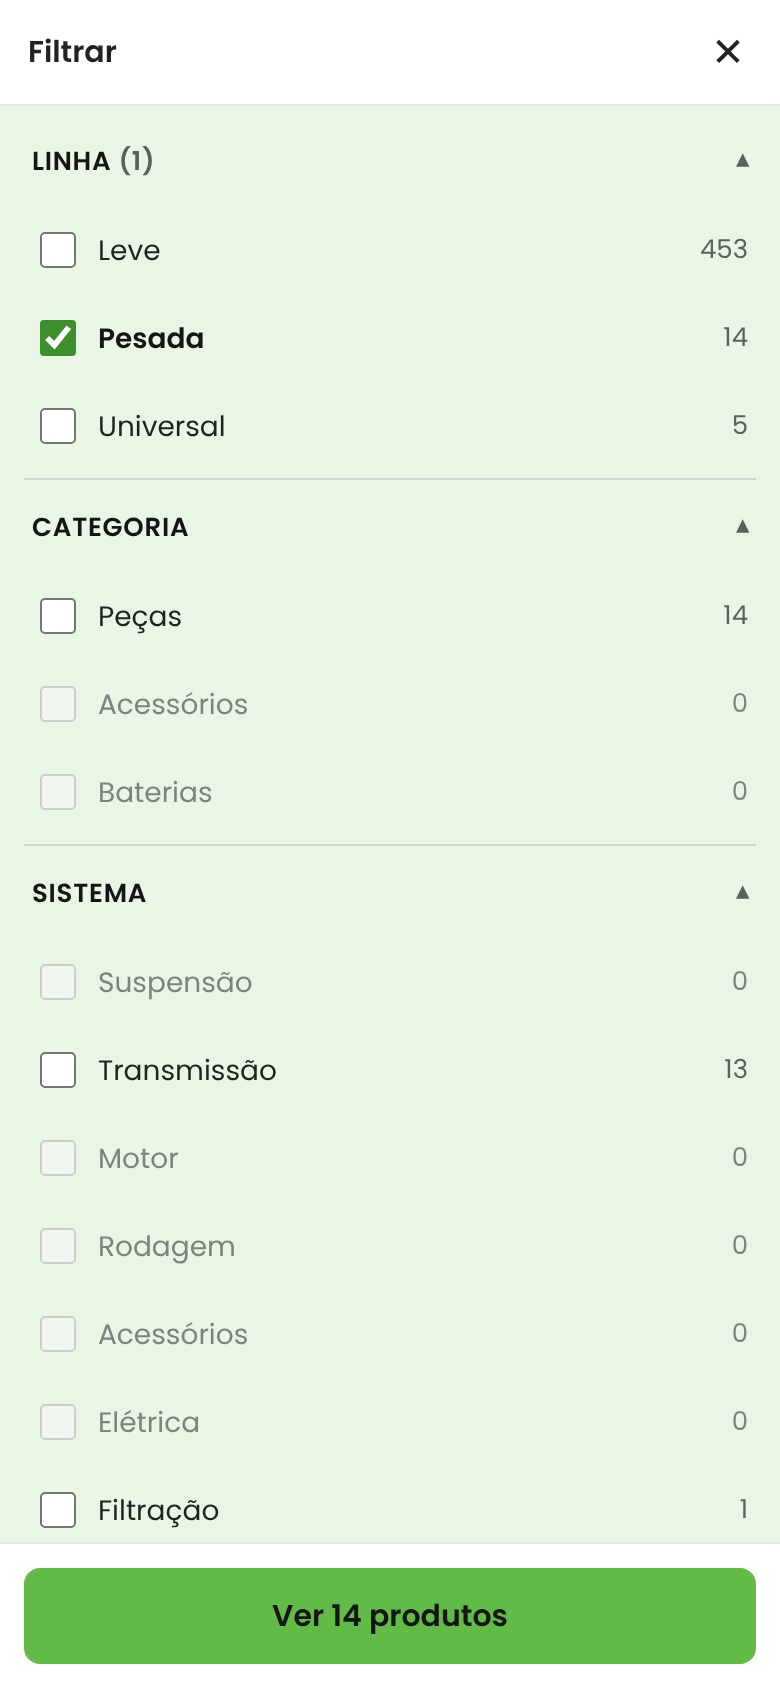 Filtrar
LINHA (1)
Leve 453
Pesada 14
Universal 5
CATEGORIA
Peças 14
Acessórios 0
Baterias 0
SISTEMA
Suspensão 0
Transmissão 13
Motor 0
Rodagem 0
Acessórios 0
Elétrica 0
Filtração 1
Ver 14 produtos